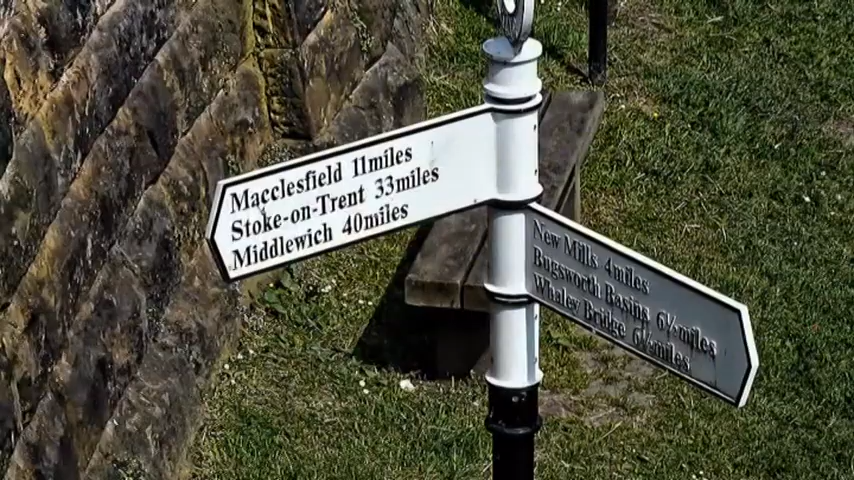 Macclesfield 11miles
Stoke-on-Trent 33miles
Middlewich 40miles
New Mills 4miles
Bugsworth Basins 6½miles
Whaley Bridge 6½miles